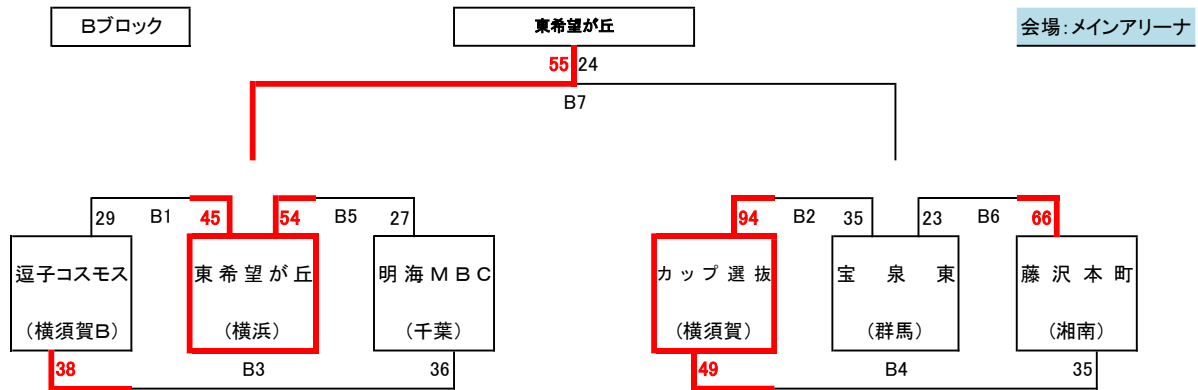 Bブロック
東希望が丘
会場:メインアリーナ
55 24
B7
29 B1 45 54 B5 27
94 B2 35 23 B6 66
逗子コスモス
(横須賀B)
東希望が丘
(横浜)
明海MBC
(千葉)
カップ選抜
(横須賀)
宝泉東
(群馬)
藤沢本町
(湘南)
38 B3 36
49 B4 35